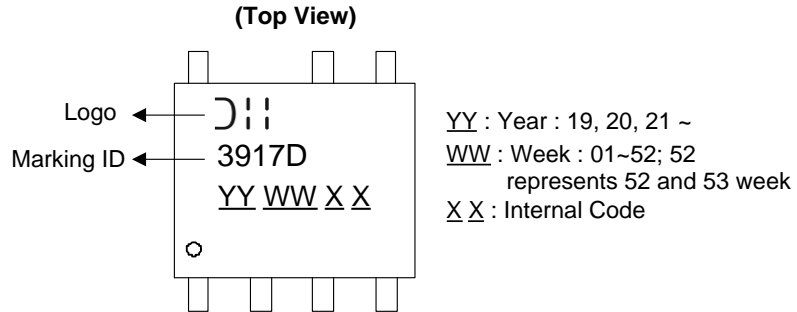 (Top View)
Logo
Marking ID
3917D
YY WW X X
YY : Year : 19, 20, 21 ~
WW : Week : 01~52; 52
represents 52 and 53 week
X X : Internal Code